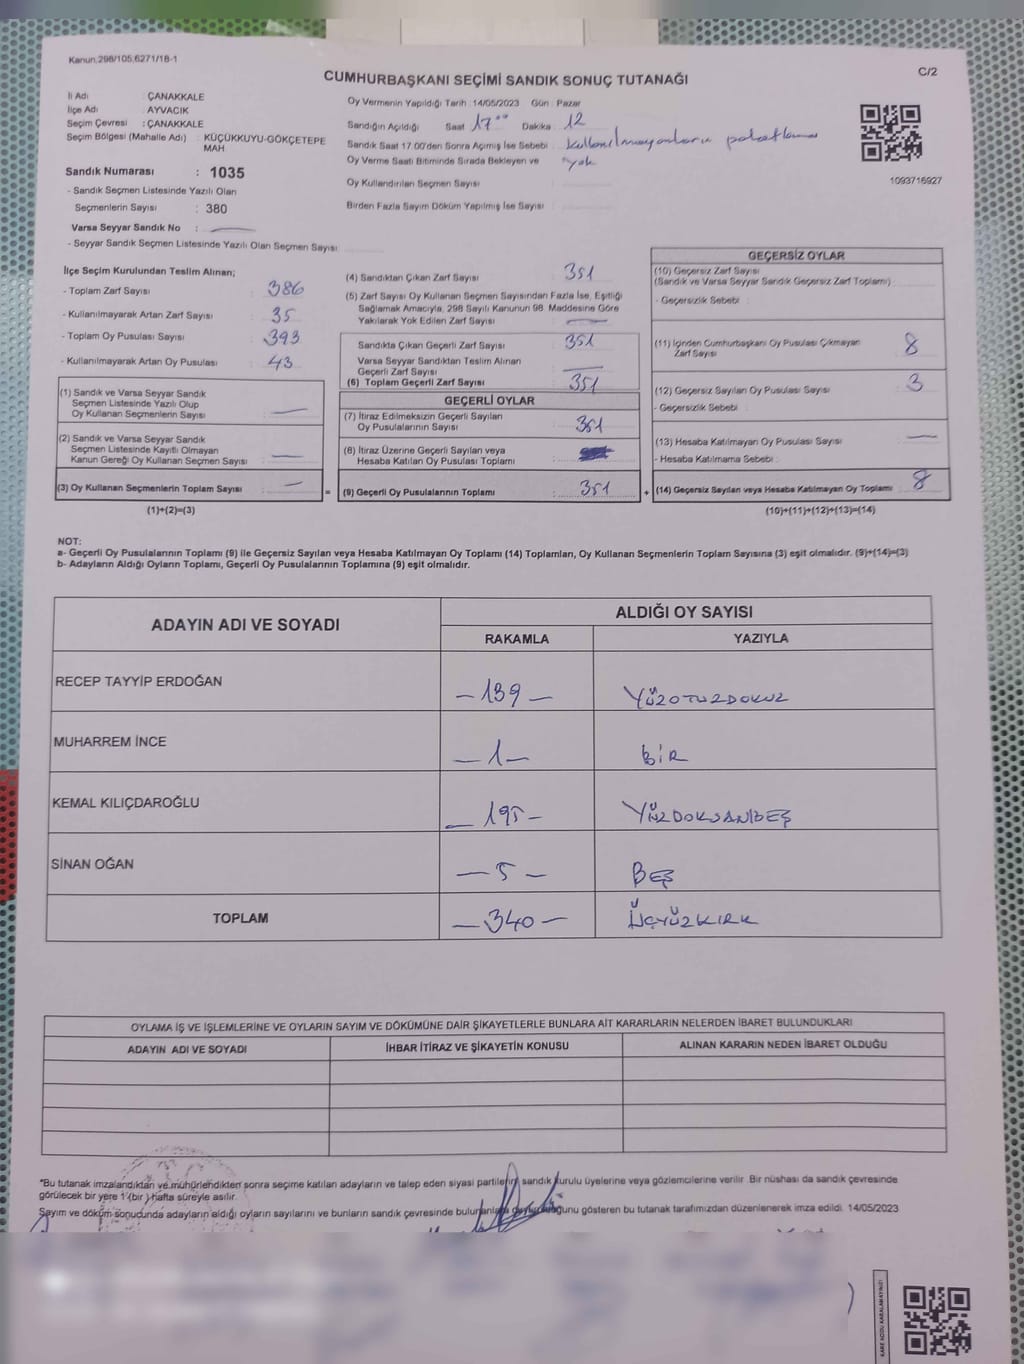 Kanun.298/105,6271/18-1
CUMHURBAŞKANI SEÇİMİ SANDIK SONUÇ TUTANAĞI
C/2
İl Adı : ÇANAKKALE
İlçe Adı : AYVACIK
Seçim Çevresi : ÇANAKKALE
Seçim Bölgesi (Mahalle Adı) : KÜÇÜKKUYU-GÖKÇETEPE
MAH
Sandık Numarası : 1035
- Sandık Seçmen Listesinde Yazılı Olan
Seçmenlerin Sayısı : 380
Varsa Seyyar Sandık No :
- Seyyar Sandık Seçmen Listesinde Yazılı Olan Seçmen Sayısı:
Oy Vermenin Yapıldığı Tarih :14/05/2023 Gün : Pazar
Sandığın Açıldığı Saat 17 00 Dakika : 12
Sandık Saat 17.00'den Sonra Açımış İse Sebebi : kullanılmayanların paketlama
Oy Verme Saati Bitiminde Sırada Bekleyen ve yok
Oy Kullandırılan Seçmen Sayısı :
Birden Fazla Sayım Döküm Yapılmış İse Sayısı :
1093716927
İlçe Seçim Kurulundan Teslim Alınan;
- Toplam Zarf Sayısı : 386
- Kullanılmayarak Artan Zarf Sayısı : 35
- Toplam Oy Pusulası Sayısı : 393
- Kullanılmayarak Artan Oy Pusulası : 43
(1) Sandık ve Varsa Seyyar Sandık
Seçmen Listesinde Yazılı Olup
Oy Kullanan Seçmenlerin Sayısı : —
(2) Sandık ve Varsa Seyyar Sandık
Seçmen Listesinde Kayıtlı Olmayan
Kanun Gereği Oy Kullanan Seçmen Sayısı : —
(3) Oy Kullanan Seçmenlerin Toplam Sayısı : —
(1)+(2)=(3)
(4) Sandıktan Çıkan Zarf Sayısı : 351
(5) Zarf Sayısı Oy Kullanan Seçmen Sayısından Fazla İse, Eşitliği
Sağlamak Amacıyla, 298 Sayılı Kanunun 98. Maddesine Göre
Yakılarak Yok Edilen Zarf Sayısı : —
Sandıkta Çıkan Geçerli Zarf Sayısı : 351
Varsa Seyyar Sandıktan Teslim Alınan
Geçerli Zarf Sayısı : —
(6) Toplam Geçerli Zarf Sayısı : 351
GEÇERLİ OYLAR
(7) İtiraz Edilmeksizin Geçerli Sayılan
Oy Pusulalarının Sayısı : 351
(8) İtiraz Üzerine Geçerli Sayılan veya
Hesaba Katılan Oy Pusulası Toplamı :
= (9) Geçerli Oy Pusulalarının Toplamı : 351
GEÇERSİZ OYLAR
(10) Geçersiz Zarf Sayısı
(Sandık ve Varsa Seyyar Sandık Geçersiz Zarf Toplamı)
- Geçersizlik Sebebi :
(11) İçinden Cumhurbaşkanı Oy Pusulası Çıkmayan
Zarf Sayısı : 8
(12) Geçersiz Sayılan Oy Pusulası Sayısı : 3
- Geçersizlik Sebebi :
(13) Hesaba Katılmayan Oy Pusulası Sayısı : —
- Hesaba Katılmama Sebebi :
+ (14) Geçersiz Sayılan veya Hesaba Katılmayan Oy Toplamı : 8
(10)+(11)+(12)+(13)=(14)
NOT:
a- Geçerli Oy Pusulalarının Toplamı (9) ile Geçersiz Sayılan veya Hesaba Katılmayan Oy Toplamı (14) Toplamları, Oy Kullanan Seçmenlerin Toplam Sayısına (3) eşit olmalıdır. (9)+(14)=(3)
b- Adayların Aldığı Oyların Toplamı, Geçerli Oy Pusulalarının Toplamına (9) eşit olmalıdır.
ADAYIN ADI VE SOYADI ALDIĞI OY SAYISI
RAKAMLA YAZIYLA
RECEP TAYYİP ERDOĞAN — 139 — YÜZOTUZDOKUZ
MUHARREM İNCE — 1 — BİR
KEMAL KILIÇDAROĞLU — 195 — YÜZDOKSANBEŞ
SİNAN OĞAN — 5 — BEŞ
TOPLAM — 340 — ÜÇYÜZKIRK
OYLAMA İŞ VE İŞLEMLERİNE VE OYLARIN SAYIM VE DÖKÜMÜNE DAİR ŞİKAYETLERLE BUNLARA AİT KARARLARIN NELERDEN İBARET BULUNDUKLARI
ADAYIN ADI VE SOYADI İHBAR İTİRAZ VE ŞİKAYETİN KONUSU ALINAN KARARIN NEDEN İBARET OLDUĞU
*Bu tutanak imzalandıktan ve mühürlendikten sonra seçime katılan adayların ve talep eden siyasi partilerin sandık kurulu üyelerine veya gözlemcilerine verilir. Bir nüshası da sandık çevresinde
görülecek bir yere 1 (bir) hafta süreyle asılır.
Sayım ve döküm sonucunda adayların aldığı oyların sayılarını ve bunların sandık çevresinde gösteren bu tutanak tarafımızdan düzenlenerek imza edildi. 14/05/2023
KARE KODU KARALAMAYINIZ!